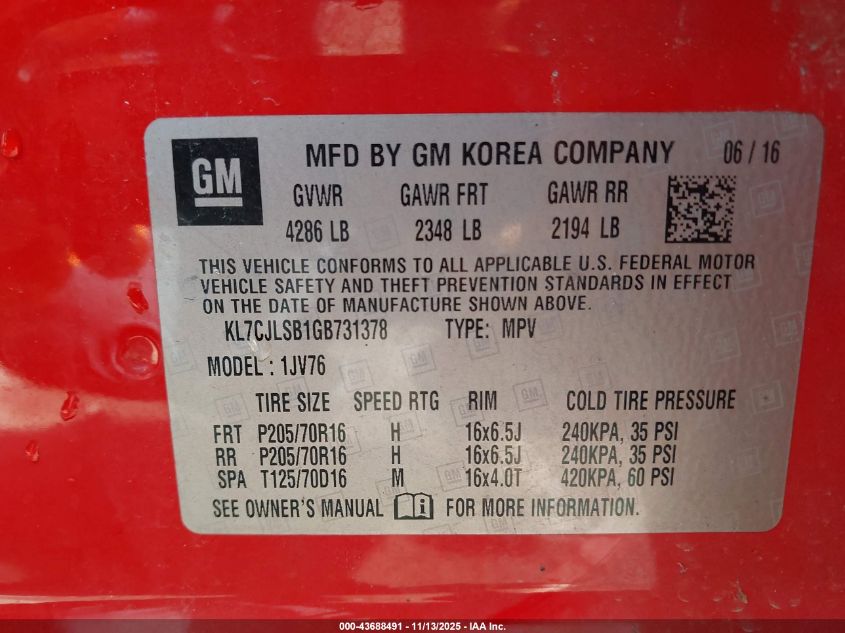 GM
MFD BY GM KOREA COMPANY 06 / 16
GVWR GAWR FRT GAWR RR
4286 LB 2348 LB 2194 LB
THIS VEHICLE CONFORMS TO ALL APPLICABLE U.S. FEDERAL MOTOR
VEHICLE SAFETY AND THEFT PREVENTION STANDARDS IN EFFECT
ON THE DATE OF MANUFACTURE SHOWN ABOVE.
KL7CJLSB1GB731378 TYPE: MPV
MODEL : 1JV76
TIRE SIZE SPEED RTG RIM COLD TIRE PRESSURE
FRT P205/70R16 H 16x6.5J 240KPA, 35 PSI
RR P205/70R16 H 16x6.5J 240KPA, 35 PSI
SPA T125/70D16 M 16x4.0T 420KPA, 60 PSI
SEE OWNER'S MANUAL FOR MORE INFORMATION.
000-43688491 - 11/13/2025 - IAA Inc.